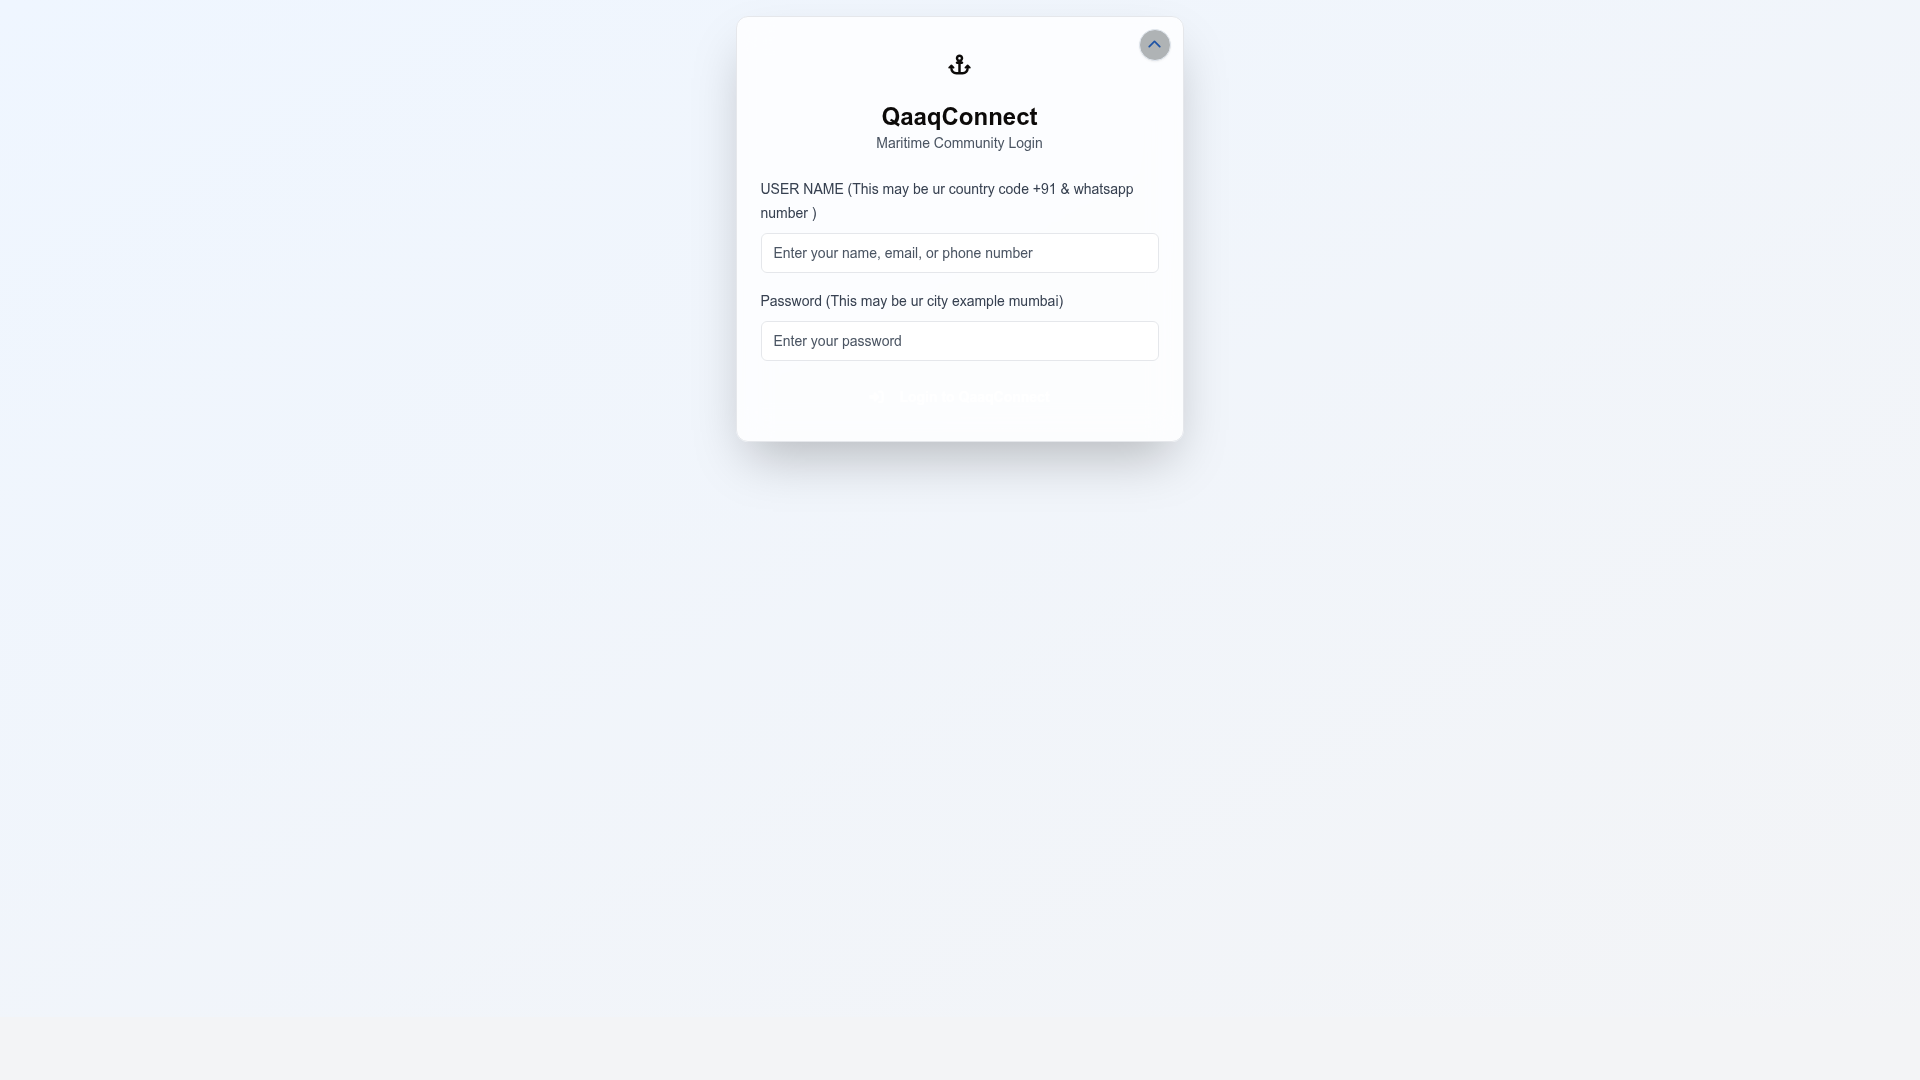 QaaqConnect
Maritime Community Login
USER NAME (This may be ur country code +91 & whatsapp
number )
Enter your name, email, or phone number
Password (This may be ur city example mumbai)
Enter your password